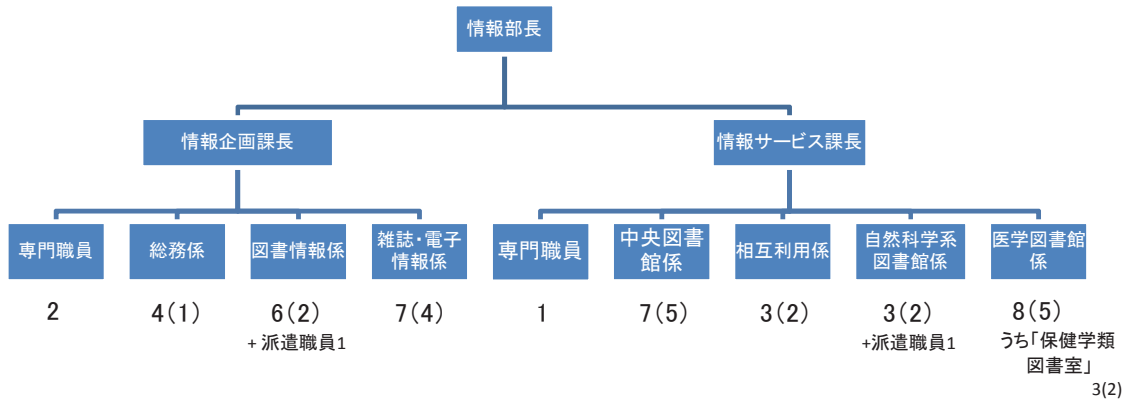 情報部長
情報企画課長
情報サービス課長
専門職員
総務係
図書情報係
雑誌・電子
情報係
専門職員
中央図書
館係
相互利用係
自然科学系
図書館係
医学図書館
係
2
4(1)
6(2)
+ 派遣職員1
7(4)
1
7(5)
3(2)
3(2)
+派遣職員1
8(5)
うち「保健学類
図書室」
3(2)